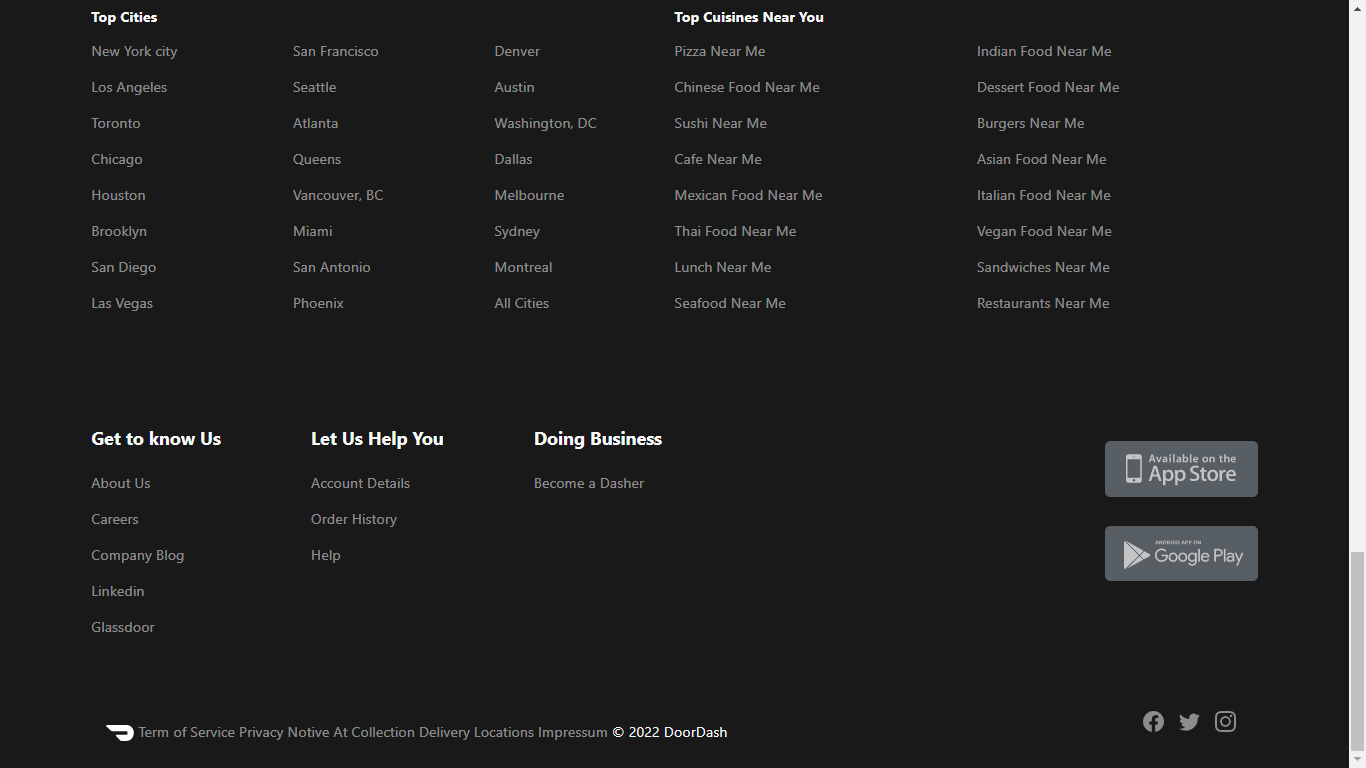 Top Cities
New York city
Los Angeles
Toronto
Chicago
Houston
Brooklyn
San Diego
Las Vegas
San Francisco
Seattle
Atlanta
Queens
Vancouver, BC
Miami
San Antonio
Phoenix
Denver
Austin
Washington, DC
Dallas
Melbourne
Sydney
Montreal
All Cities
Top Cuisines Near You
Pizza Near Me
Chinese Food Near Me
Sushi Near Me
Cafe Near Me
Mexican Food Near Me
Thai Food Near Me
Lunch Near Me
Seafood Near Me
Indian Food Near Me
Dessert Food Near Me
Burgers Near Me
Asian Food Near Me
Italian Food Near Me
Vegan Food Near Me
Sandwiches Near Me
Restaurants Near Me
Get to know Us
About Us
Careers
Company Blog
Linkedin
Glassdoor
Let Us Help You
Account Details
Order History
Help
Doing Business
Become a Dasher
Available on the
App Store
ANDROID APP ON
Google Play
Term of Service Privacy Notive At Collection Delivery Locations Impressum © 2022 DoorDash